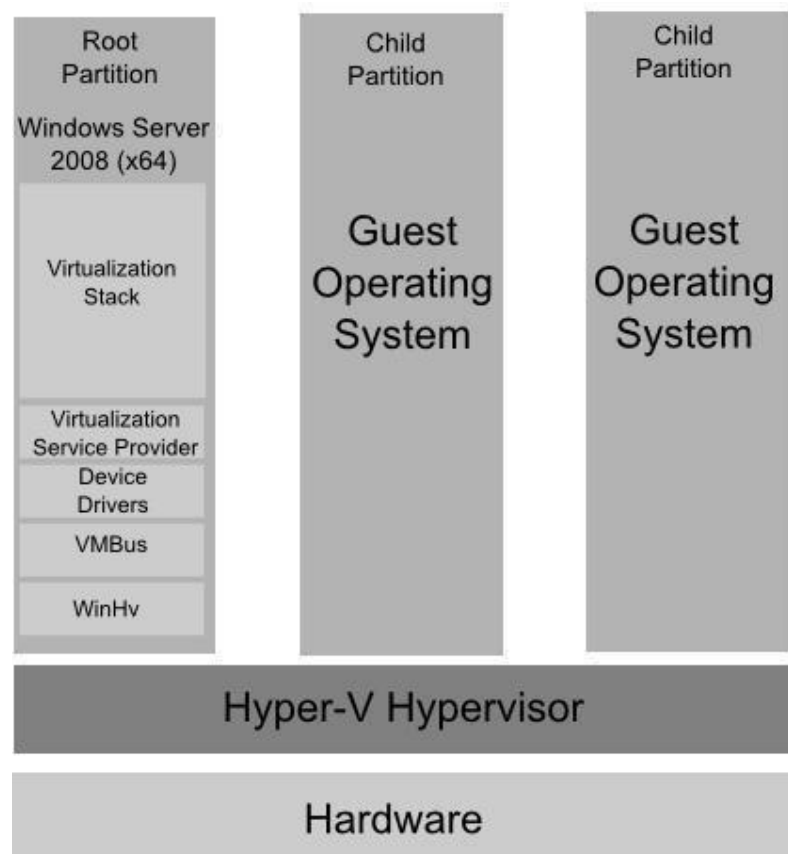 Root
Partition
Windows Server
2008 (x64)
Virtualization
Stack
Virtualization
Service Provider
Device
Drivers
VMBus
WinHv
Child
Partition
Guest
Operating
System
Child
Partition
Guest
Operating
System
Hyper-V Hypervisor
Hardware